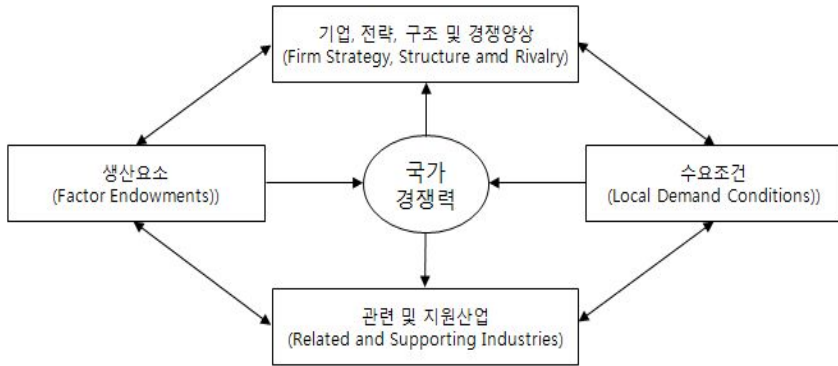 기업, 전략, 구조 및 경쟁양상
(Firm Strategy, Structure amd Rivalry)
생산요소
(Factor Endowments))
국가
경쟁력
수요조건
(Local Demand Conditions))
관련 및 지원산업
(Related and Supporting Industries)